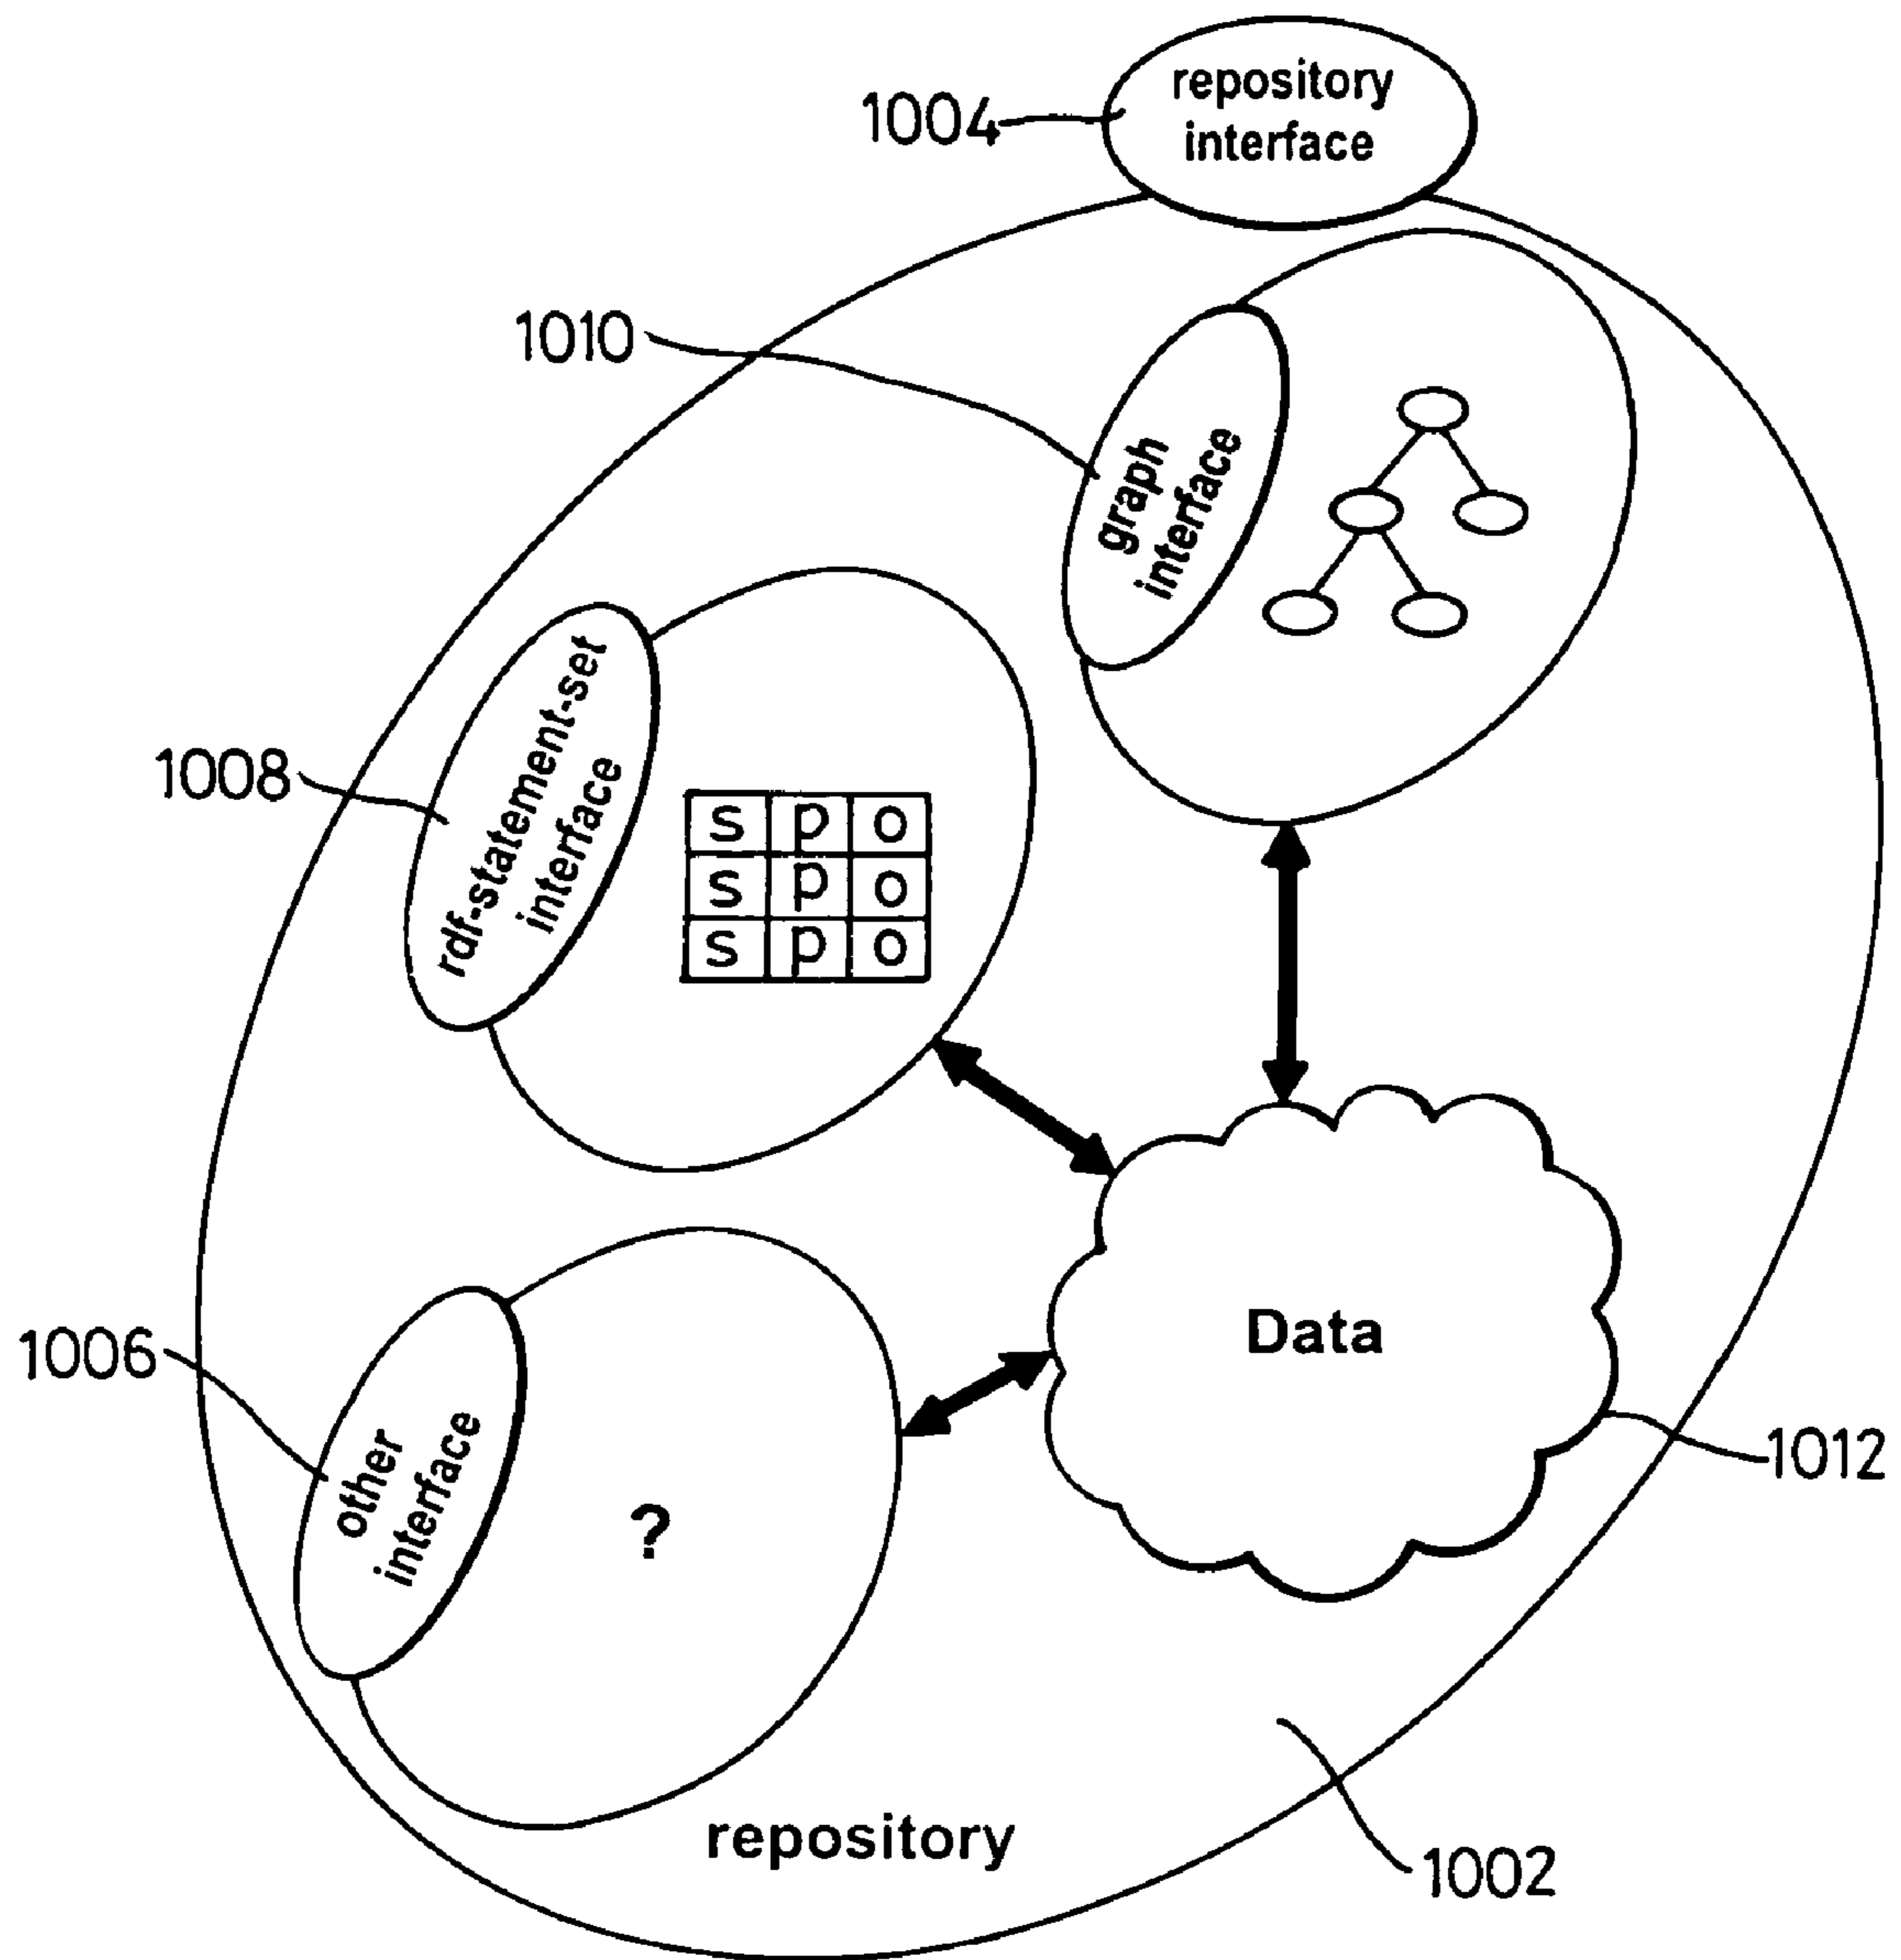 repository
interface
1004
1010
graph
interface
1008
rdf-statement-set
interface
s p o
s p o
s p o
1006
other
interface
?
Data
1012
repository
1002